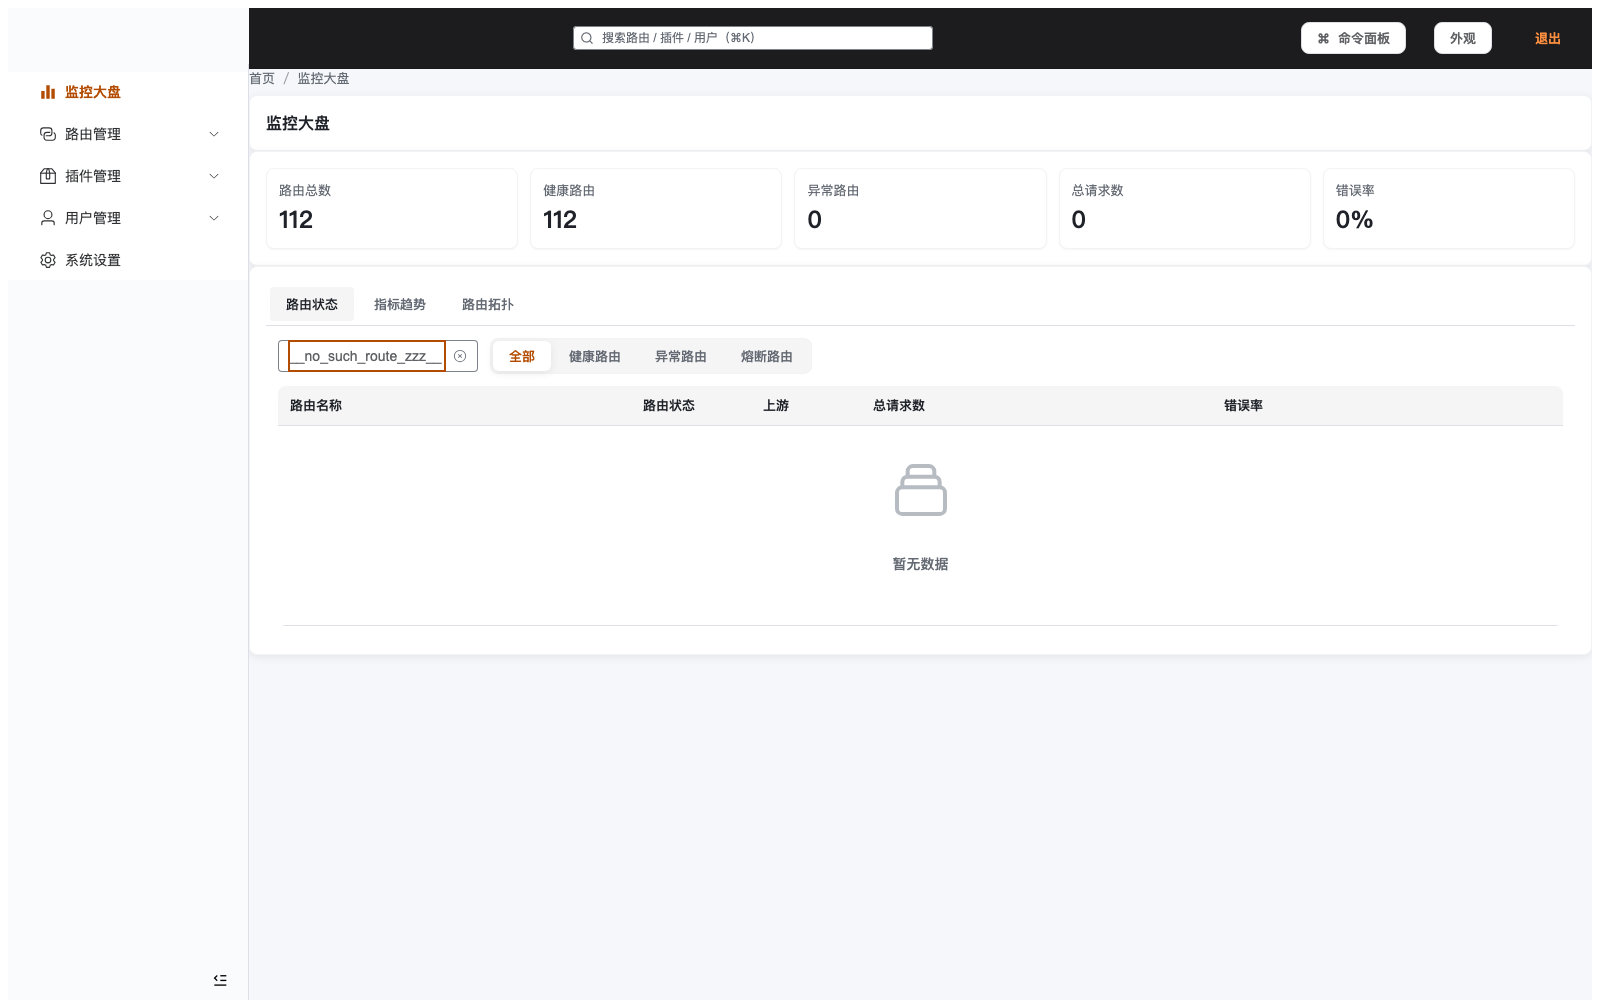 搜索路由 / 插件 / 用户（⌘K）
⌘ 命令面板
外观
退出
监控大盘
路由管理
插件管理
用户管理
系统设置
首页 / 监控大盘
监控大盘
路由总数
112
健康路由
112
异常路由
0
总请求数
0
错误率
0%
路由状态 指标趋势 路由拓扑
__no_such_route_zzz__
全部 健康路由 异常路由 熔断路由
路由名称 路由状态 上游 总请求数 错误率
暂无数据